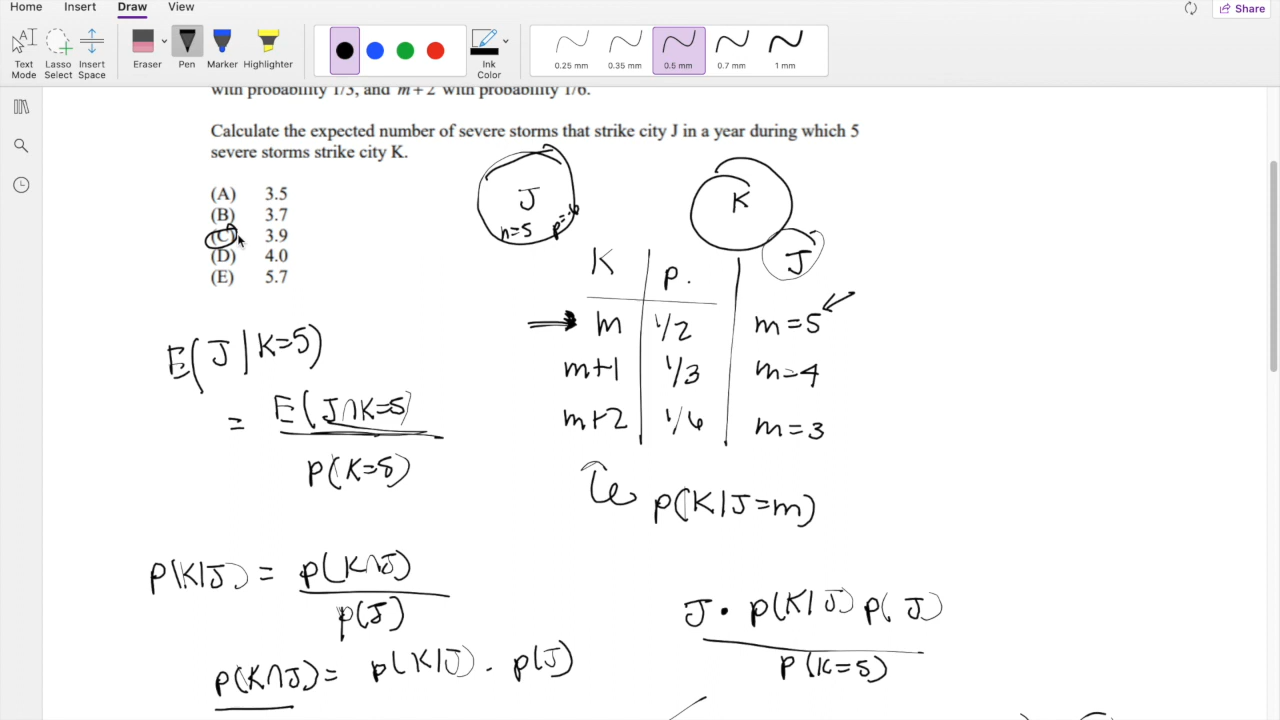 Home Insert Draw View
Share
Text Mode
Lasso Select
Insert Space
Eraser
Pen
Marker
Highlighter
Ink Color
0.25 mm
0.35 mm
0.5 mm
0.7 mm
1 mm
with probability 1/3, and m + 2 with probability 1/6.
Calculate the expected number of severe storms that strike city J in a year during which 5
severe storms strike city K.
(A) 3.5
(B) 3.7
(C) 3.9
(D) 4.0
(E) 5.7
J
n=5
K
J
K P.
m 1/2 m=5
m+1 1/3 m=4
m+2 1/6 m=3
P(K|J=m)
E(J|K=5)
= E(J∩K=5)
P(K=5)
P(K|J) = P(K∩J)
P(J)
P(K∩J) = P(K|J) · P(J)
J · P(K|J) P(J)
P(K=5)